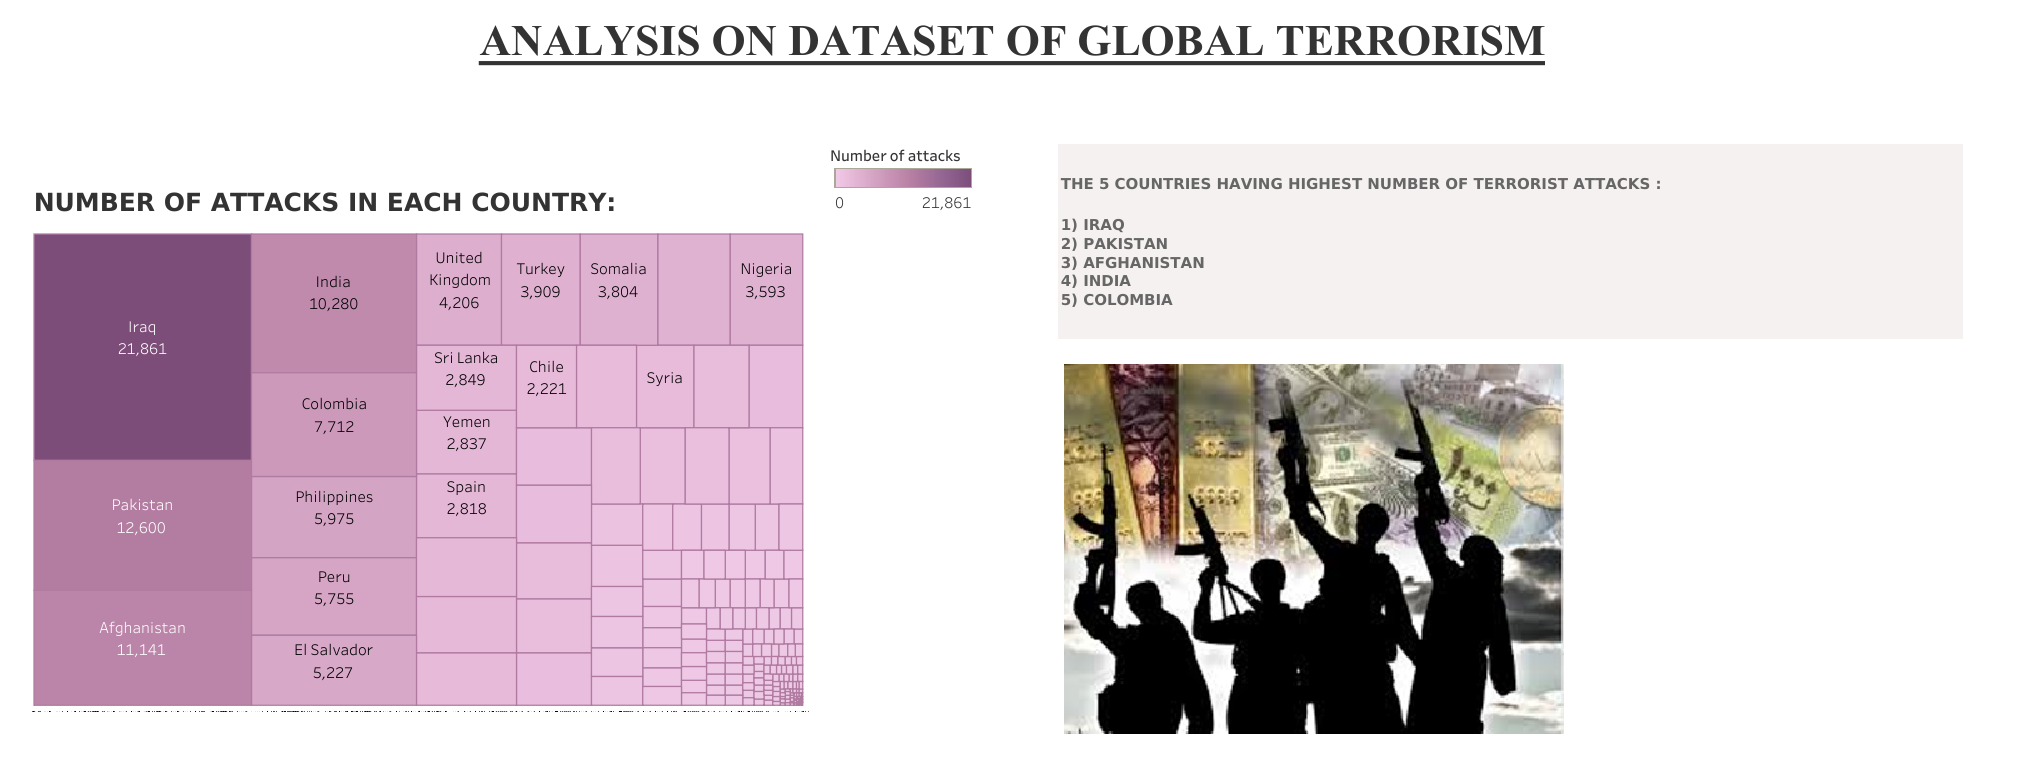 ANALYSIS ON DATASET OF GLOBAL TERRORISM
Number of attacks
0 21,861
NUMBER OF ATTACKS IN EACH COUNTRY:
Iraq
21,861
Pakistan
12,600
Afghanistan
11,141
India
10,280
Colombia
7,712
Philippines
5,975
Peru
5,755
El Salvador
5,227
United
Kingdom
4,206
Turkey
3,909
Somalia
3,804
Nigeria
3,593
Sri Lanka
2,849
Yemen
2,837
Spain
2,818
Chile
2,221
Syria
THE 5 COUNTRIES HAVING HIGHEST NUMBER OF TERRORIST ATTACKS :
1) IRAQ
2) PAKISTAN
3) AFGHANISTAN
4) INDIA
5) COLOMBIA